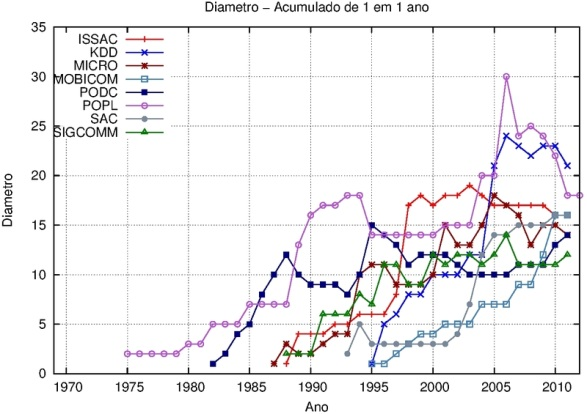 Diametro − Acumulado de 1 em 1 ano
35
30
25
20
15
10
5
0
Diametro
ISSAC
KDD
MICRO
MOBICOM
PODC
POPL
SAC
SIGCOMM
1970 1975 1980 1985 1990 1995 2000 2005 2010
Ano